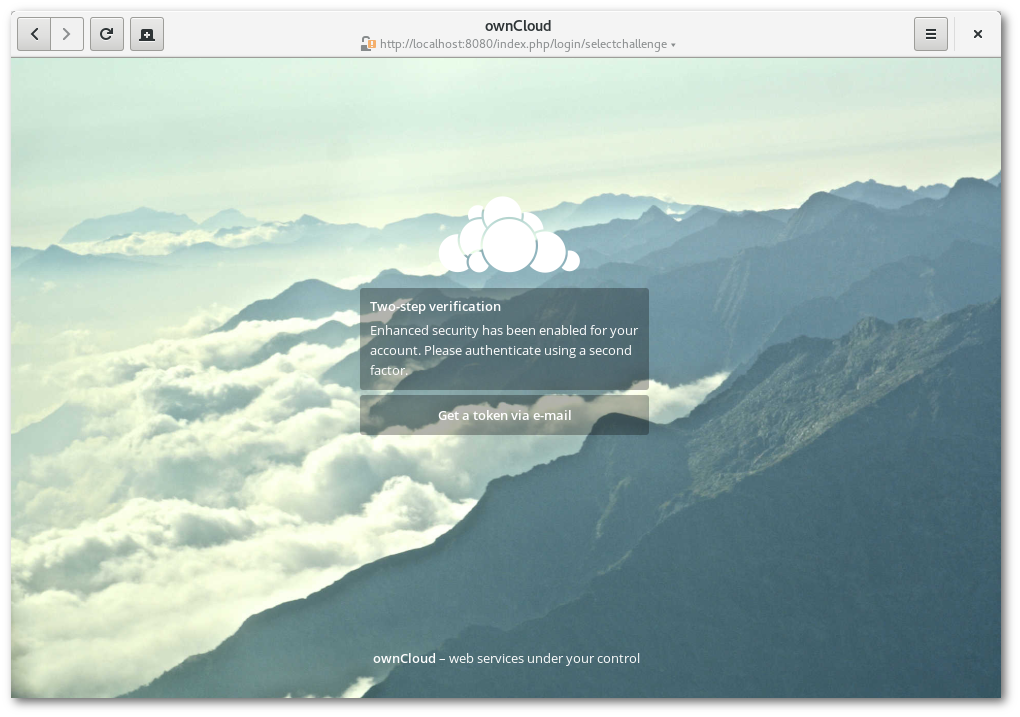 ownCloud
http://localhost:8080/index.php/login/selectchallenge
Two-step verification
Enhanced security has been enabled for your
account. Please authenticate using a second
factor.
Get a token via e-mail
ownCloud – web services under your control